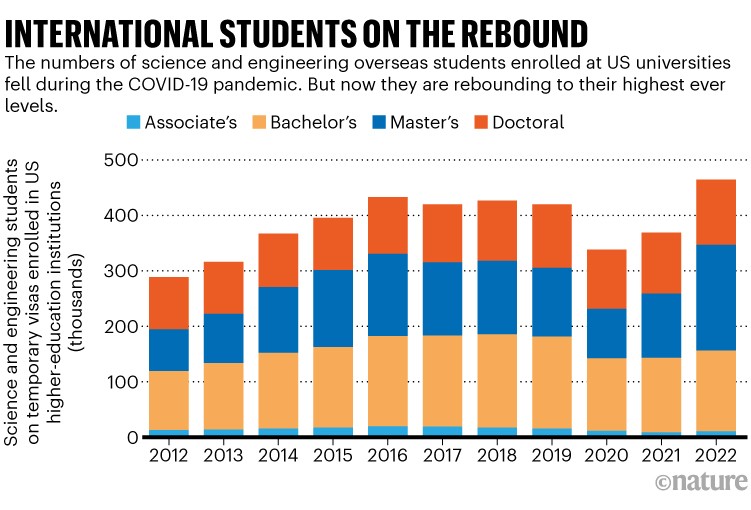 INTERNATIONAL STUDENTS ON THE REBOUND
The numbers of science and engineering overseas students enrolled at US universities
fell during the COVID-19 pandemic. But now they are rebounding to their highest ever
levels.
Associate’s Bachelor’s Master’s Doctoral
Science and engineering students
on temporary visas enrolled in US
higher-education institutions
(thousands)
500
400
300
200
100
0
2012 2013 2014 2015 2016 2017 2018 2019 2020 2021 2022
©nature